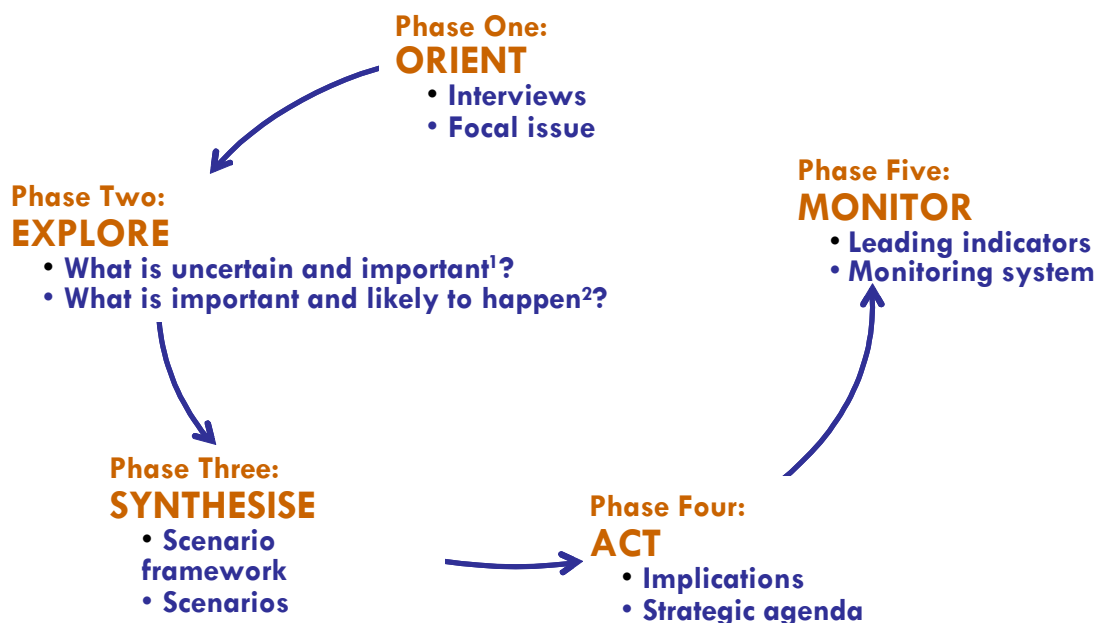 Phase One:
ORIENT
• Interviews
• Focal issue
Phase Two:
EXPLORE
• What is uncertain and important¹?
• What is important and likely to happen²?
Phase Three:
SYNTHESISE
• Scenario
framework
• Scenarios
Phase Four:
ACT
• Implications
• Strategic agenda
Phase Five:
MONITOR
• Leading indicators
• Monitoring system